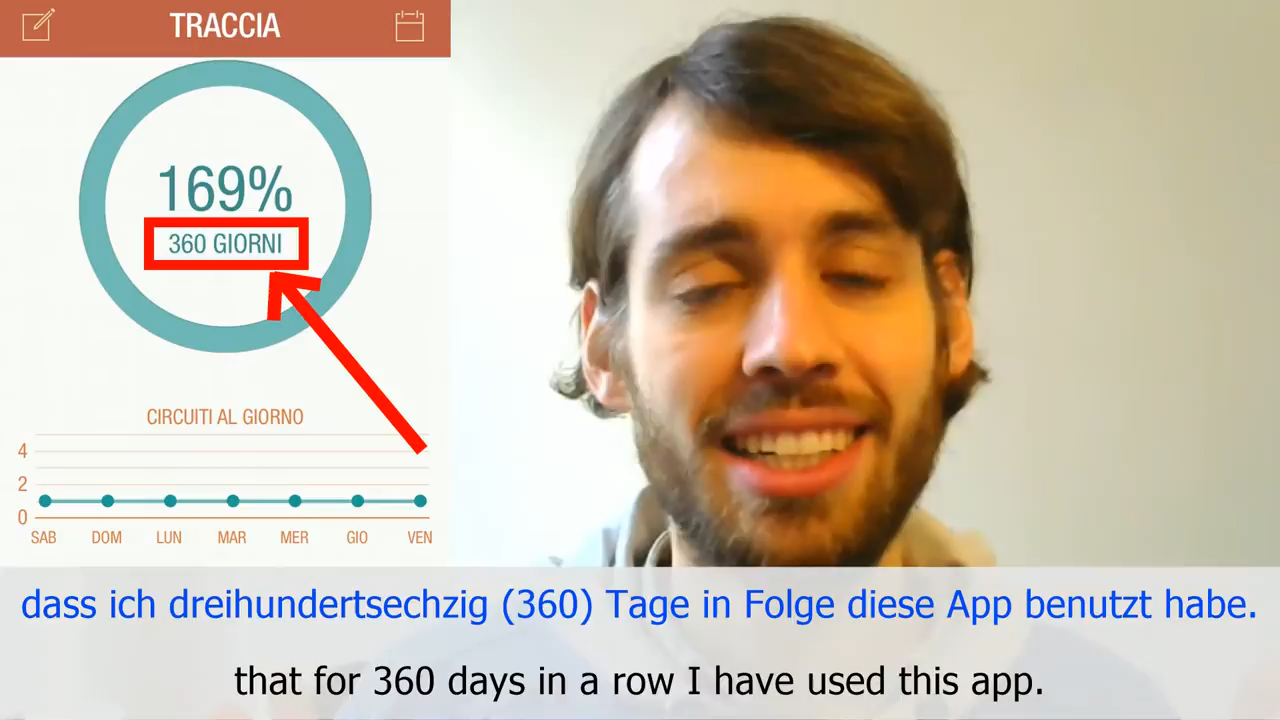 TRACCIA
169%
360 GIORNI
CIRCUITI AL GIORNO
4
2
0
SAB DOM LUN MAR MER GIO VEN
dass ich dreihundertsechzig (360) Tage in Folge diese App benutzt habe.
that for 360 days in a row I have used this app.